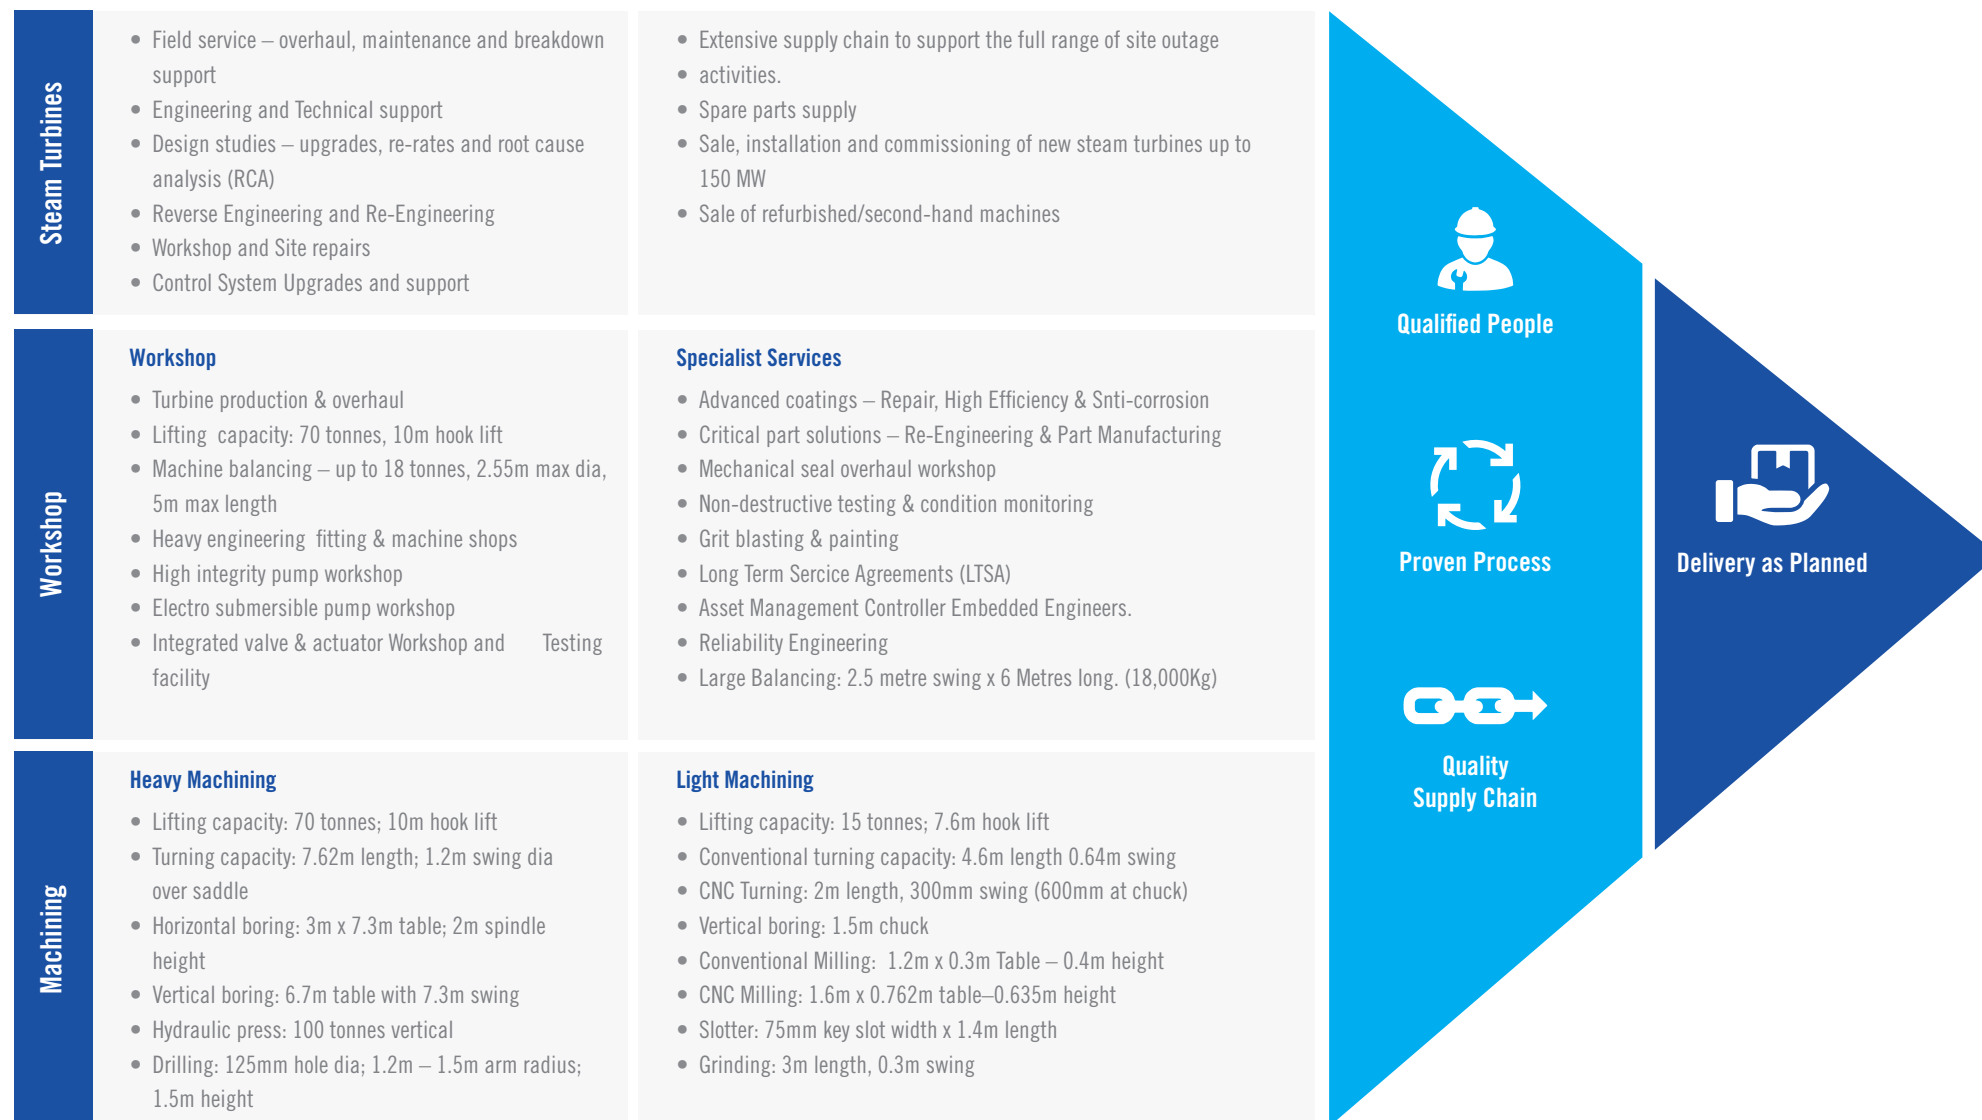 Steam Turbines
• Field service – overhaul, maintenance and breakdown
support
• Engineering and Technical support
• Design studies – upgrades, re-rates and root cause
analysis (RCA)
• Reverse Engineering and Re-Engineering
• Workshop and Site repairs
• Control System Upgrades and support
• Extensive supply chain to support the full range of site outage
• activities.
• Spare parts supply
• Sale, installation and commissioning of new steam turbines up to
150 MW
• Sale of refurbished/second-hand machines
Workshop
Workshop
• Turbine production & overhaul
• Lifting capacity: 70 tonnes, 10m hook lift
• Machine balancing – up to 18 tonnes, 2.55m max dia,
5m max length
• Heavy engineering fitting & machine shops
• High integrity pump workshop
• Electro submersible pump workshop
• Integrated valve & actuator Workshop and Testing
facility
Specialist Services
• Advanced coatings – Repair, High Efficiency & Snti-corrosion
• Critical part solutions – Re-Engineering & Part Manufacturing
• Mechanical seal overhaul workshop
• Non-destructive testing & condition monitoring
• Grit blasting & painting
• Long Term Sercice Agreements (LTSA)
• Asset Management Controller Embedded Engineers.
• Reliability Engineering
• Large Balancing: 2.5 metre swing x 6 Metres long. (18,000Kg)
Machining
Heavy Machining
• Lifting capacity: 70 tonnes; 10m hook lift
• Turning capacity: 7.62m length; 1.2m swing dia
over saddle
• Horizontal boring: 3m x 7.3m table; 2m spindle
height
• Vertical boring: 6.7m table with 7.3m swing
• Hydraulic press: 100 tonnes vertical
• Drilling: 125mm hole dia; 1.2m – 1.5m arm radius;
1.5m height
Light Machining
• Lifting capacity: 15 tonnes; 7.6m hook lift
• Conventional turning capacity: 4.6m length 0.64m swing
• CNC Turning: 2m length, 300mm swing (600mm at chuck)
• Vertical boring: 1.5m chuck
• Conventional Milling: 1.2m x 0.3m Table – 0.4m height
• CNC Milling: 1.6m x 0.762m table–0.635m height
• Slotter: 75mm key slot width x 1.4m length
• Grinding: 3m length, 0.3m swing
Qualified People
Proven Process
Quality
Supply Chain
Delivery as Planned